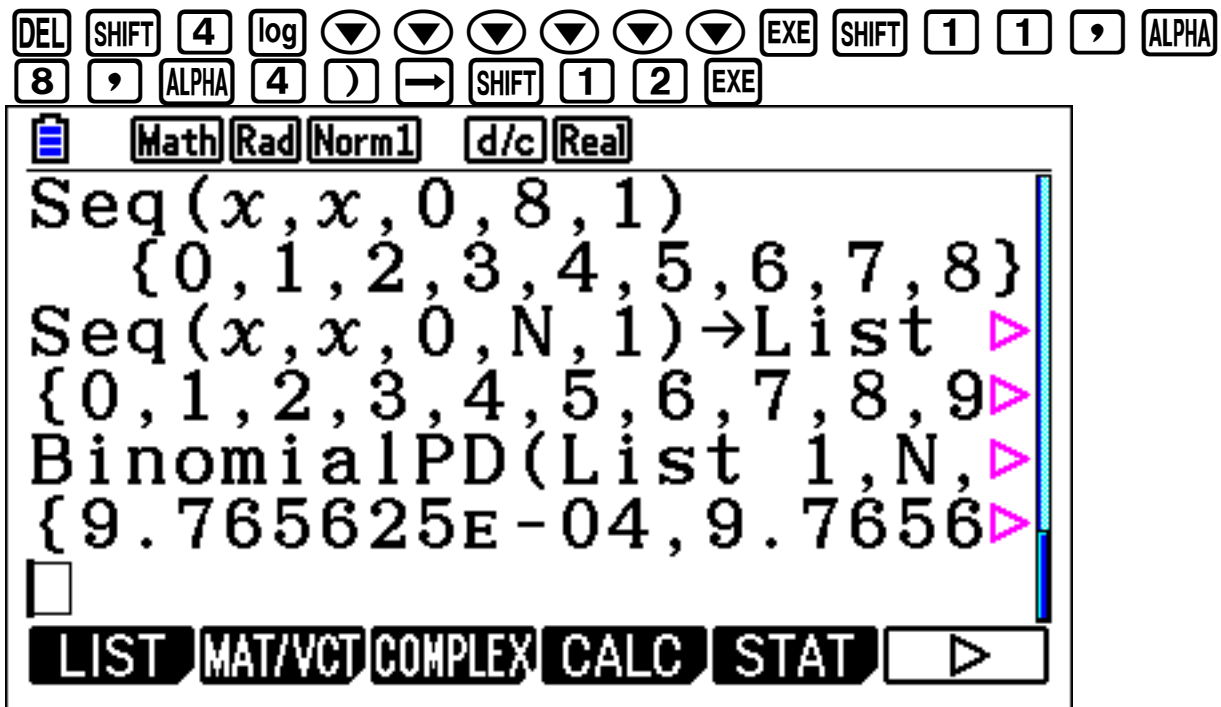 DEL SHIFT 4 log ▼ ▼ ▼ ▼ ▼ ▼ EXE SHIFT 1 1 , ALPHA
8 , ALPHA 4 ) → SHIFT 1 2 EXE
Math Rad Norm1 d/c Real
Seq(x,x,0,8,1)
{0,1,2,3,4,5,6,7,8}
Seq(x,x,0,N,1)→List ▷
{0,1,2,3,4,5,6,7,8,9▷
BinomialPD(List 1,N,▷
{9.765625E-04,9.7656▷
LIST MAT/VCT COMPLEX CALC STAT ▷